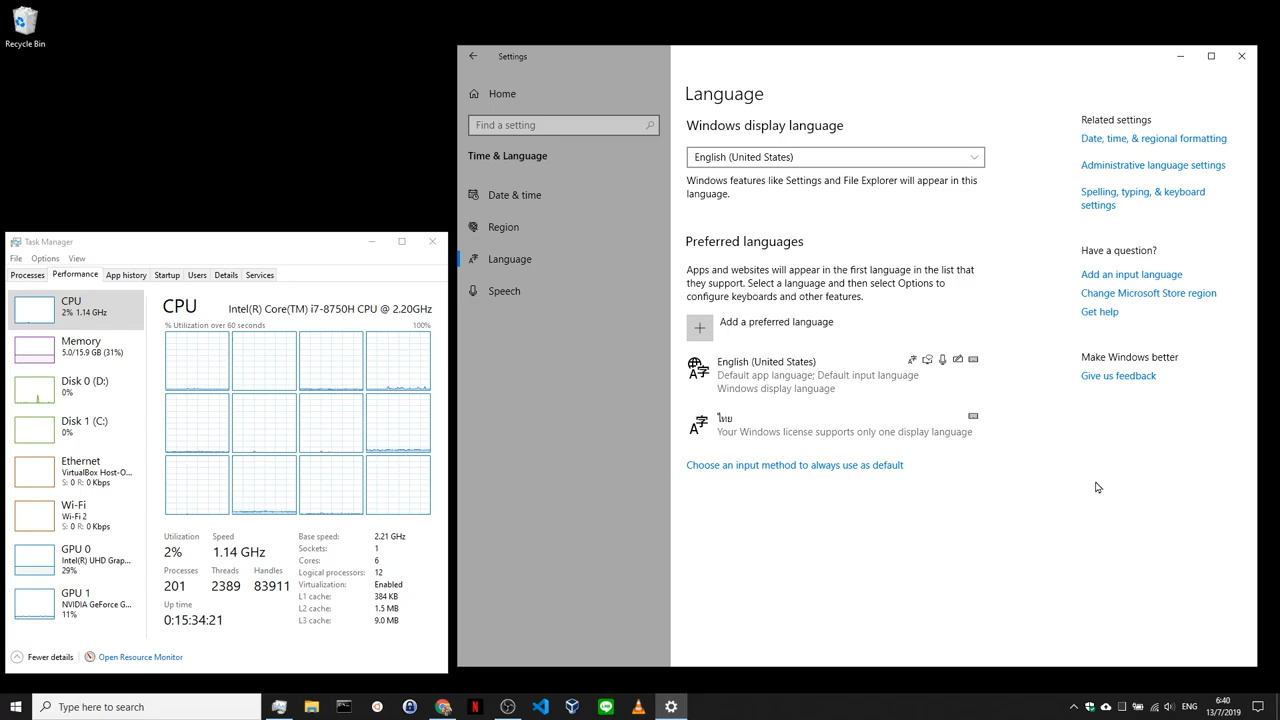 Recycle Bin
Settings
Home
Find a setting
Time & Language
Date & time
Region
Language
Speech
Language
Windows display language
English (United States)
Windows features like Settings and File Explorer will appear in this
language.
Preferred languages
Apps and websites will appear in the first language in the list that
they support. Select a language and then select Options to
configure keyboards and other features.
Add a preferred language
English (United States)
Default app language; Default input language
Windows display language
ไทย
Your Windows license supports only one display language
Choose an input method to always use as default
Related settings
Date, time, & regional formatting
Administrative language settings
Spelling, typing, & keyboard
settings
Have a question?
Add an input language
Change Microsoft Store region
Get help
Make Windows better
Give us feedback
Task Manager
File Options View
Processes Performance App history Startup Users Details Services
CPU
2% 1.14 GHz
Memory
5.0/15.9 GB (31%)
Disk 0 (D:)
0%
Disk 1 (C:)
0%
Ethernet
VirtualBox Host-O...
S: 0 R: 0 Kbps
Wi-Fi
Wi-Fi 2
S: 0 R: 0 Kbps
GPU 0
Intel(R) UHD Grap...
29%
GPU 1
NVIDIA GeForce G...
11%
CPU Intel(R) Core(TM) i7-8750H CPU @ 2.20GHz
% Utilization over 60 seconds 100%
Utilization Speed
2% 1.14 GHz
Processes Threads Handles
201 2389 83911
Up time
0:15:34:21
Base speed: 2.21 GHz
Sockets: 1
Cores: 6
Logical processors: 12
Virtualization: Enabled
L1 cache: 384 KB
L2 cache: 1.5 MB
L3 cache: 9.0 MB
Fewer details Open Resource Monitor
Type here to search
ENG
6:40
13/7/2019